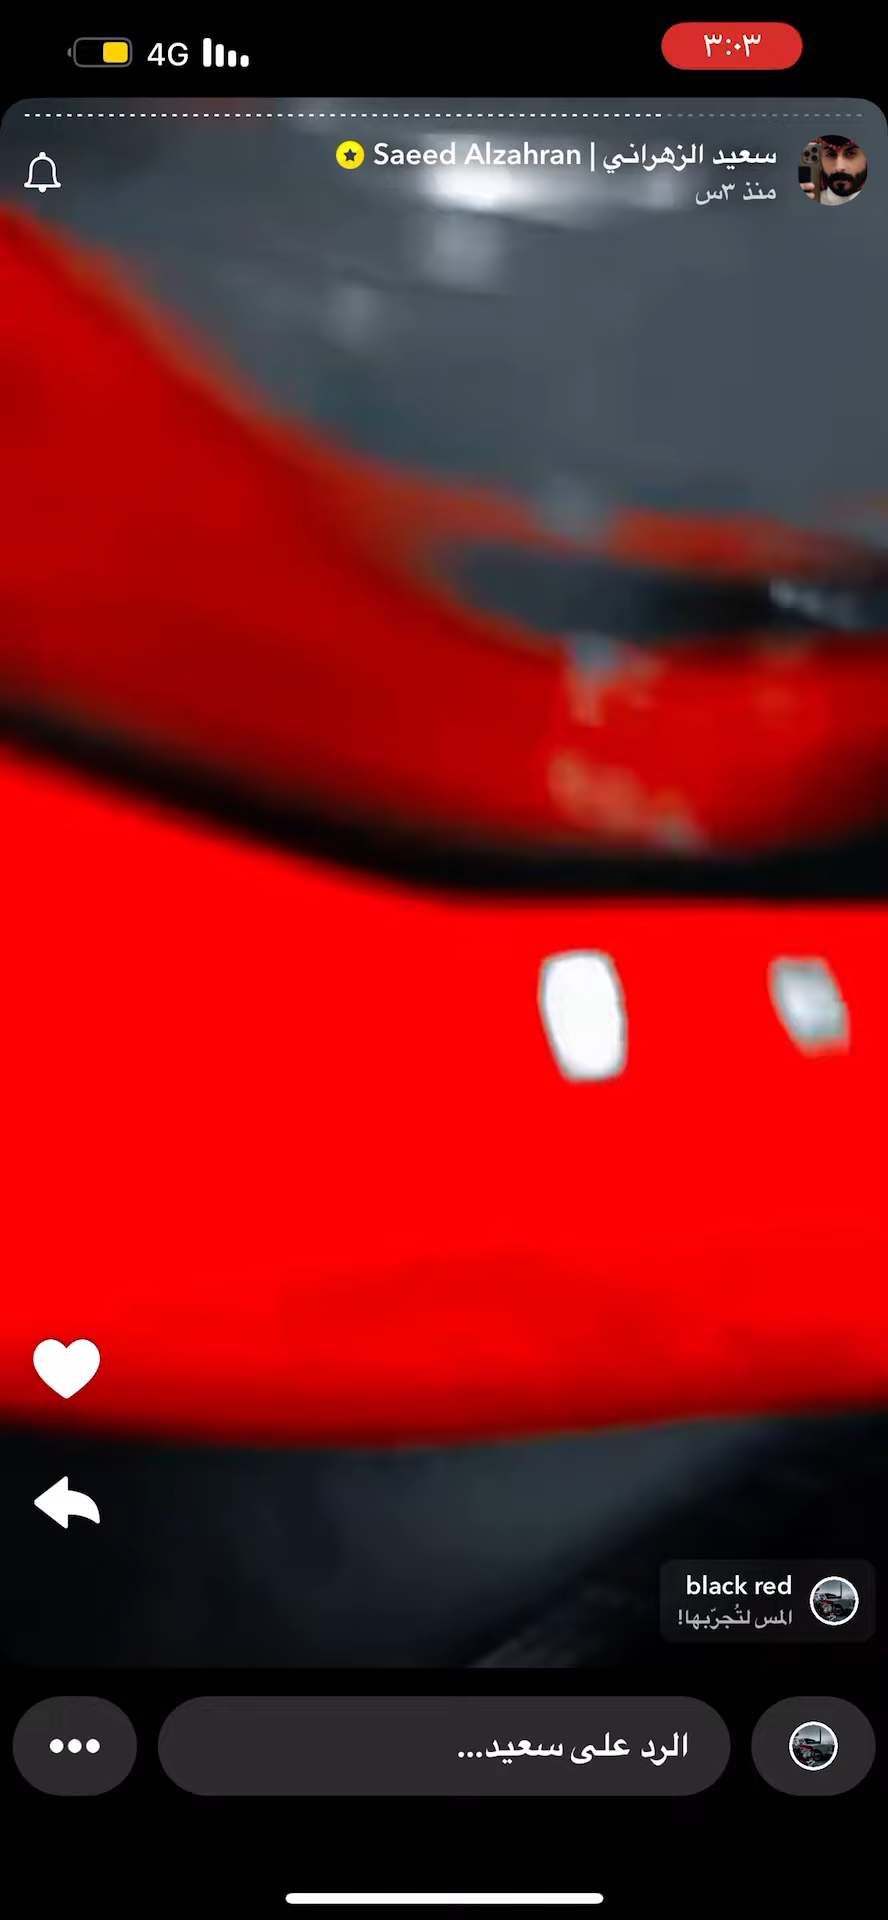 4G
٣:٠٣
سعيد الزهراني | Saeed Alzahran
منذ ٣س
black red
المس لتُجرّبها!
الرد على سعيد...